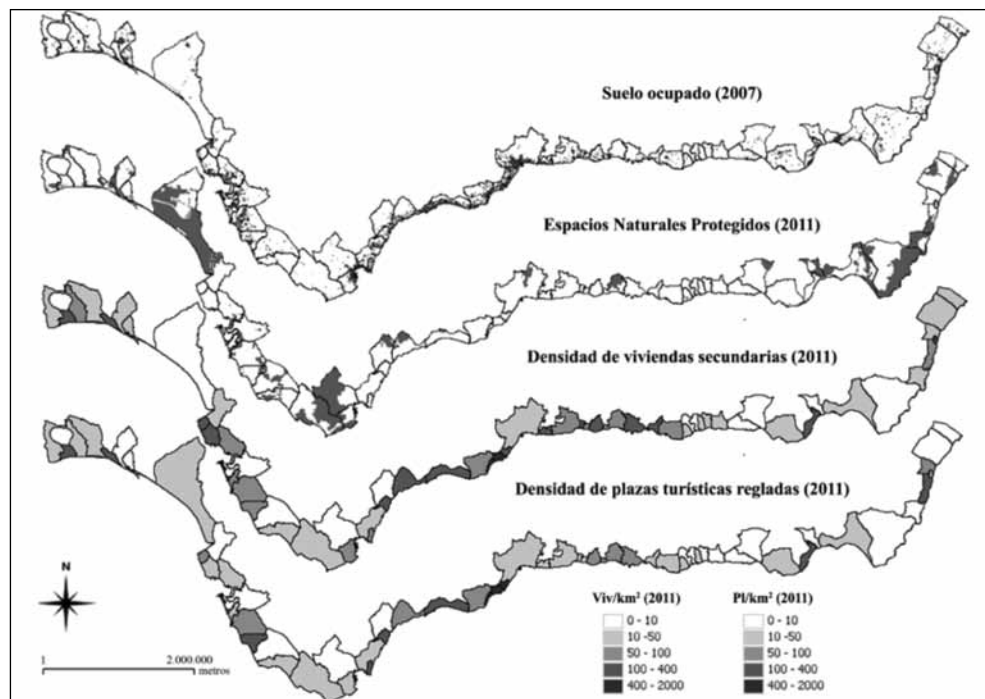 Suelo ocupado (2007)
Espacios Naturales Protegidos (2011)
Densidad de viviendas secundarias (2011)
Densidad de plazas turísticas regladas (2011)
N
Viv/km² (2011)
0 - 10
10 -50
50 - 100
100 - 400
400 - 2000
Pl/km² (2011)
0 - 10
10 -50
50 - 100
100 - 400
400 - 2000
1
2.000.000
metros